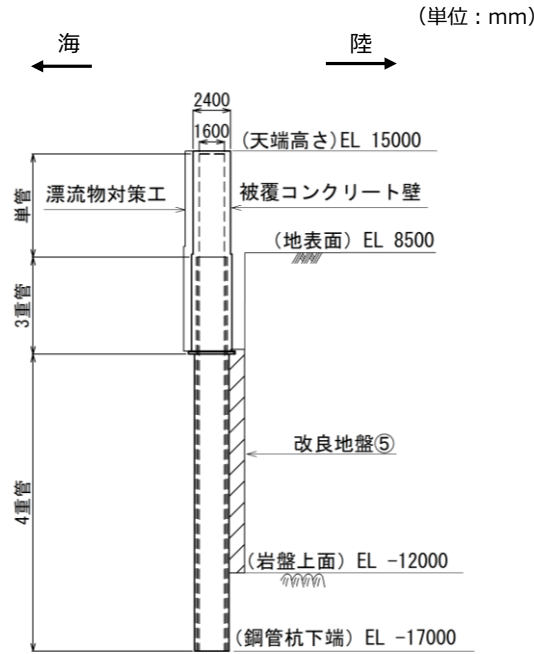 （単位：mm）
海
陸
2400
1600
(天端高さ)EL 15000
単管
漂流物対策工
被覆コンクリート壁
(地表面) EL 8500
3重管
4重管
改良地盤⑤
(岩盤上面) EL -12000
(鋼管杭下端) EL -17000